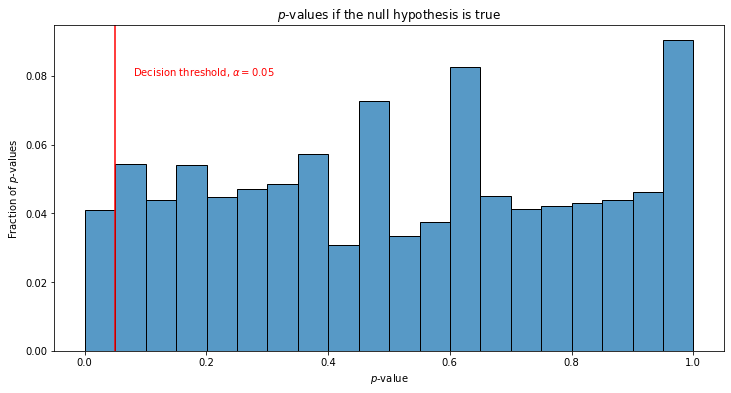 p-values if the null hypothesis is true
Decision threshold, α = 0.05
Fraction of p-values
0.08
0.06
0.04
0.02
0.00
0.0 0.2 0.4 0.6 0.8 1.0
p-value